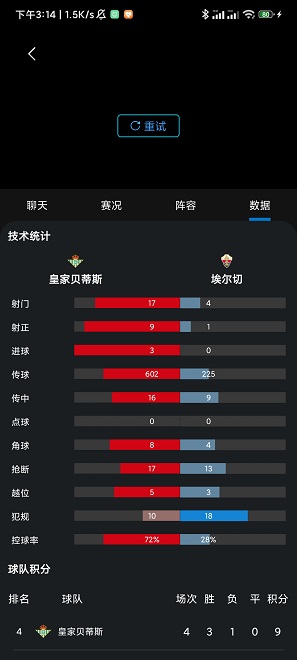 下午3:14 | 1.5K/s
80
重试
聊天 赛况 阵容 数据
技术统计
皇家贝蒂斯 埃尔切
射门 17 4
射正 9 1
进球 3 0
传球 602 225
传中 16 9
点球 0 0
角球 8 4
抢断 17 13
越位 5 3
犯规 10 18
控球率 72% 28%
球队积分
排名 球队 场次 胜 负 平 积分
4 皇家贝蒂斯 4 3 1 0 9